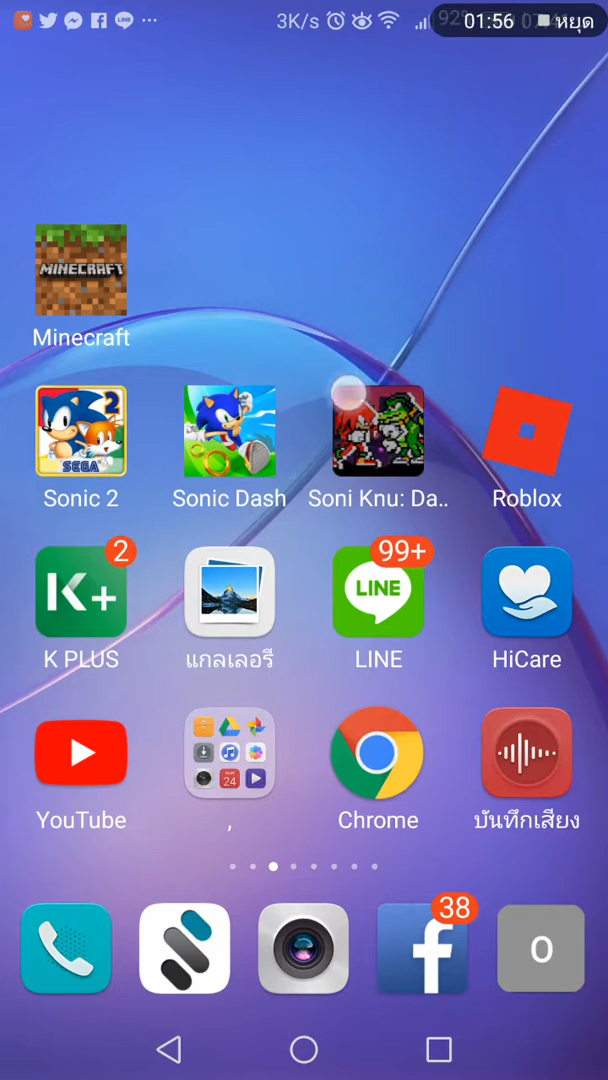 3K/s 92% 01:56 หยุด
MINECRAFT
Minecraft
2
SEGA
Sonic 2 Sonic Dash Soni Knu: Da.. Roblox
2 99+
K+ LINE
K PLUS แกลเลอรี LINE HiCare
24
YouTube , Chrome บันทึกเสียง
38
f O